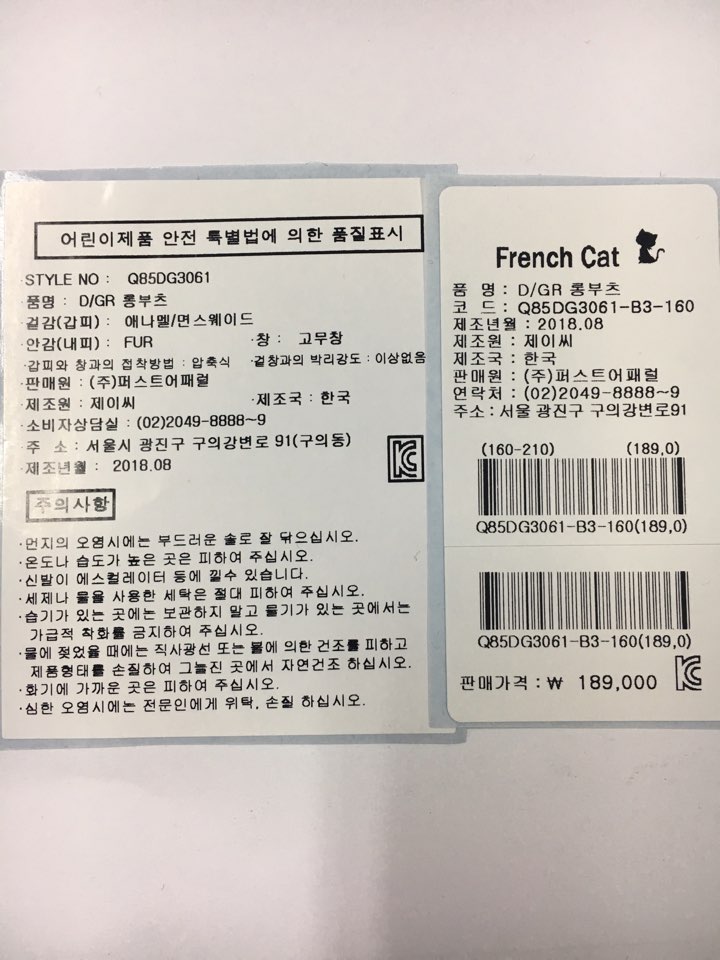 어린이제품 안전 특별법에 의한 품질표시
STYLE NO : Q85DG3061
·품명 : D/GR 롱부츠
·겉감(갑피) : 애나멜/면스웨이드
·안감(내피) : FUR ·창 : 고무창
·갑피와 창과의 접착방법 : 압축식 ·겉창과의 박리강도 : 이상없음
·판매원 : (주)퍼스트어패럴
·제조원 : 제이씨 ·제조국 : 한국
·소비자상담실 : (02)2049-8888~9
·주 소 : 서울시 광진구 구의강변로 91(구의동)
·제조년월 : 2018.08
KC
주의사항
·먼지의 오염시에는 부드러운 솔로 잘 닦으십시오.
·온도나 습도가 높은 곳은 피하여 주십시오.
·신발이 에스컬레이터 등에 낄수 있습니다.
·세제나 물을 사용한 세탁은 절대 피하여 주십시오.
·습기가 있는 곳에는 보관하지 말고 물기가 있는 곳에서는
가급적 착화를 금지하여 주십시오.
·물에 젖었을 때에는 직사광선 또는 불에 의한 건조를 피하고
제품형태를 손질하여 그늘진 곳에서 자연건조 하십시오.
·화기에 가까운 곳은 피하여 주십시오.
·심한 오염시에는 전문인에게 위탁, 손질 하십시오.
French Cat
품 명 : D/GR 롱부츠
코 드 : Q85DG3061-B3-160
제조년월 : 2018.08
제조원 : 제이씨
제조국 : 한국
판매원 : (주)퍼스트어패럴
연락처 : (02)2049-8888~9
주소 : 서울 광진구 구의강변로91
(160-210) (189,0)
Q85DG3061-B3-160(189,0)
Q85DG3061-B3-160(189,0)
판매가격 : ₩ 189,000 KC